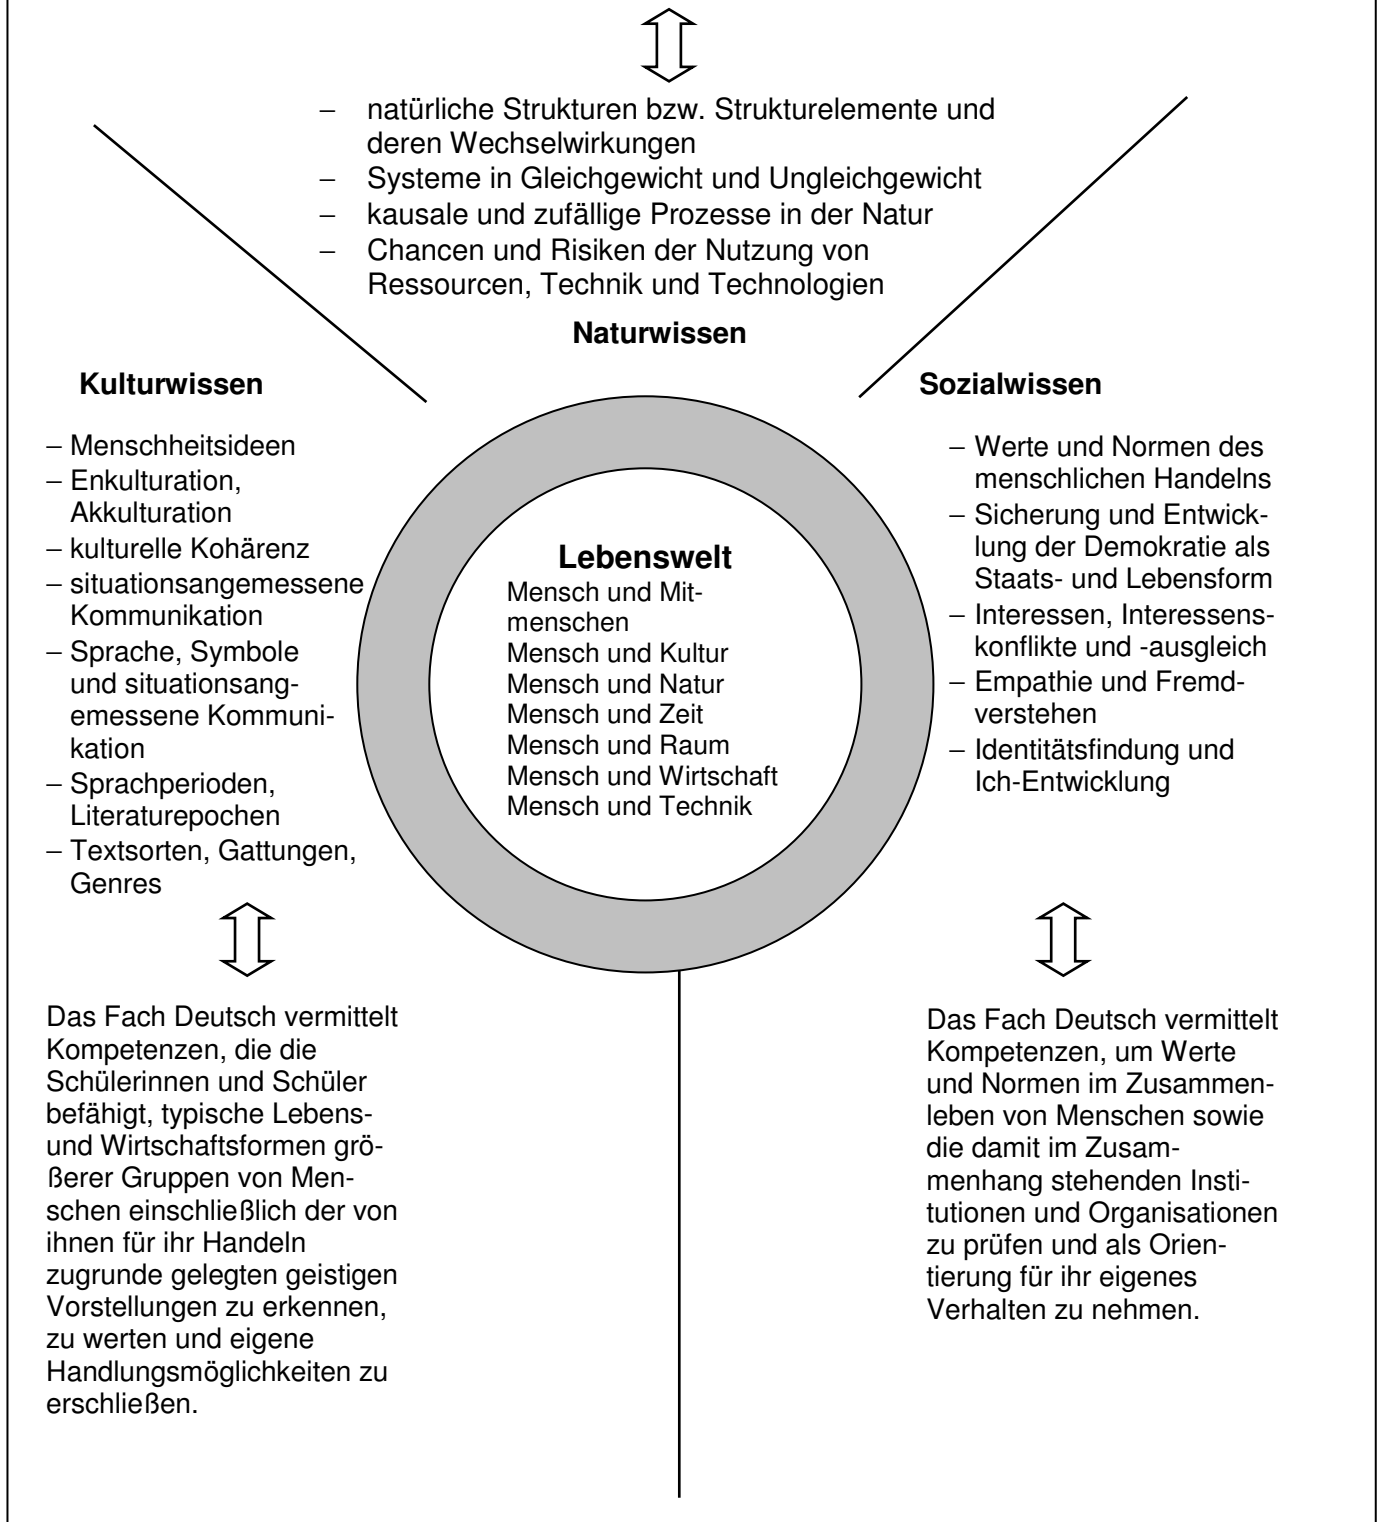 – natürliche Strukturen bzw. Strukturelemente und
deren Wechselwirkungen
– Systeme in Gleichgewicht und Ungleichgewicht
– kausale und zufällige Prozesse in der Natur
– Chancen und Risiken der Nutzung von
Ressourcen, Technik und Technologien
Naturwissen
Kulturwissen
– Menschheitsideen
– Enkulturation,
Akkulturation
– kulturelle Kohärenz
– situationsangemessene
Kommunikation
– Sprache, Symbole
und situationsang-
emessene Kommuni-
kation
– Sprachperioden,
Literaturepochen
– Textsorten, Gattungen,
Genres
Lebenswelt
Mensch und Mit-
menschen
Mensch und Kultur
Mensch und Natur
Mensch und Zeit
Mensch und Raum
Mensch und Wirtschaft
Mensch und Technik
Sozialwissen
– Werte und Normen des
menschlichen Handelns
– Sicherung und Entwick-
lung der Demokratie als
Staats- und Lebensform
– Interessen, Interessens-
konflikte und -ausgleich
– Empathie und Fremd-
verstehen
– Identitätsfindung und
Ich-Entwicklung
Das Fach Deutsch vermittelt
Kompetenzen, die die
Schülerinnen und Schüler
befähigt, typische Lebens-
und Wirtschaftsformen grö-
ßerer Gruppen von Men-
schen einschließlich der von
ihnen für ihr Handeln
zugrunde gelegten geistigen
Vorstellungen zu erkennen,
zu werten und eigene
Handlungsmöglichkeiten zu
erschließen.
Das Fach Deutsch vermittelt
Kompetenzen, um Werte
und Normen im Zusammen-
leben von Menschen sowie
die damit im Zusam-
menhang stehenden Insti-
tutionen und Organisationen
zu prüfen und als Orien-
tierung für ihr eigenes
Verhalten zu nehmen.